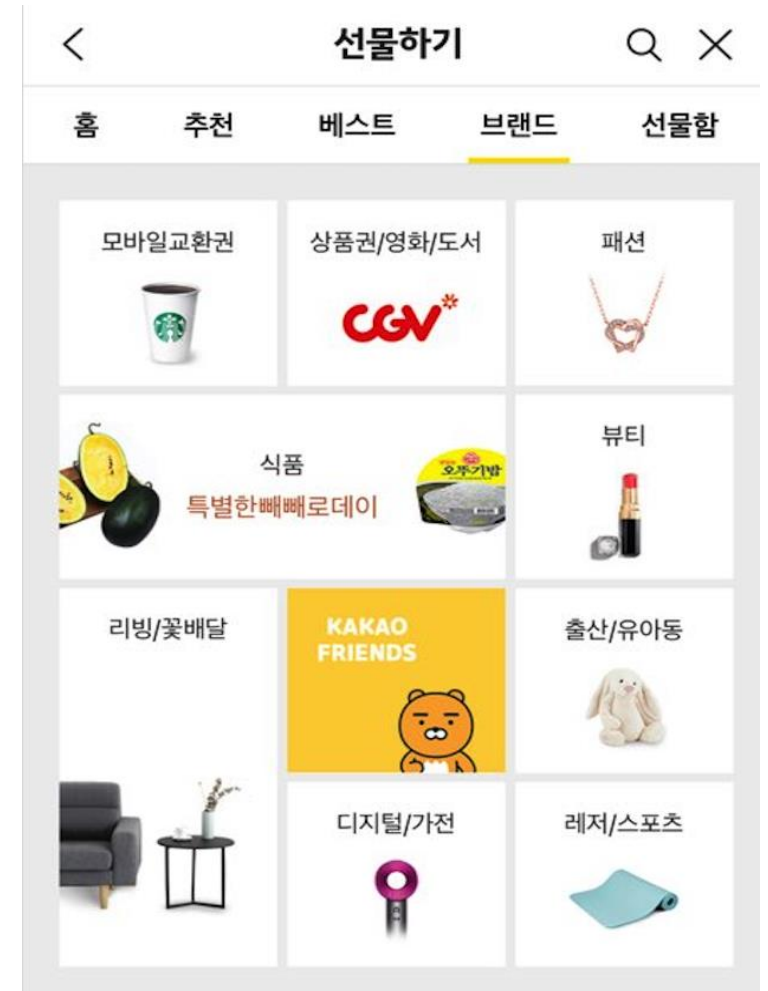 선물하기
홈 추천 베스트 브랜드 선물함
모바일교환권 상품권/영화/도서 패션
CGV
식품
특별한빼빼로데이
오뚜기밥
뷰티
리빙/꽃배달
KAKAO
FRIENDS
출산/유아동
디지털/가전
레저/스포츠